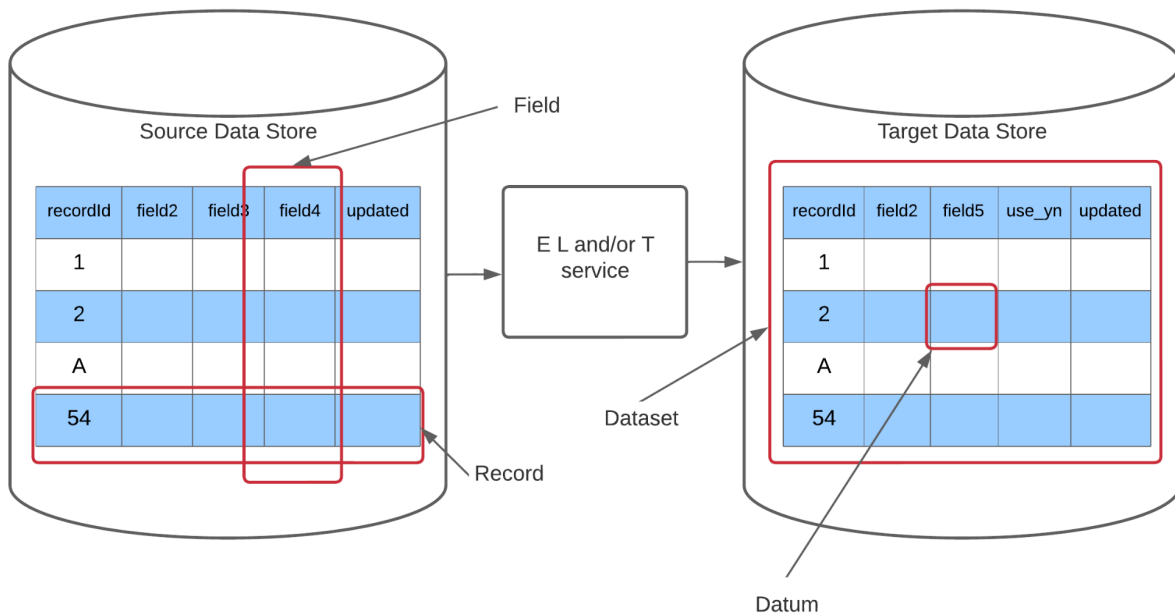 Field
Source Data Store
Target Data Store
recordId field2 field3 field4 updated
1
2
A
54
E L and/or T
service
recordId field2 field5 use_yn updated
1
2
A
54
Dataset
Record
Datum